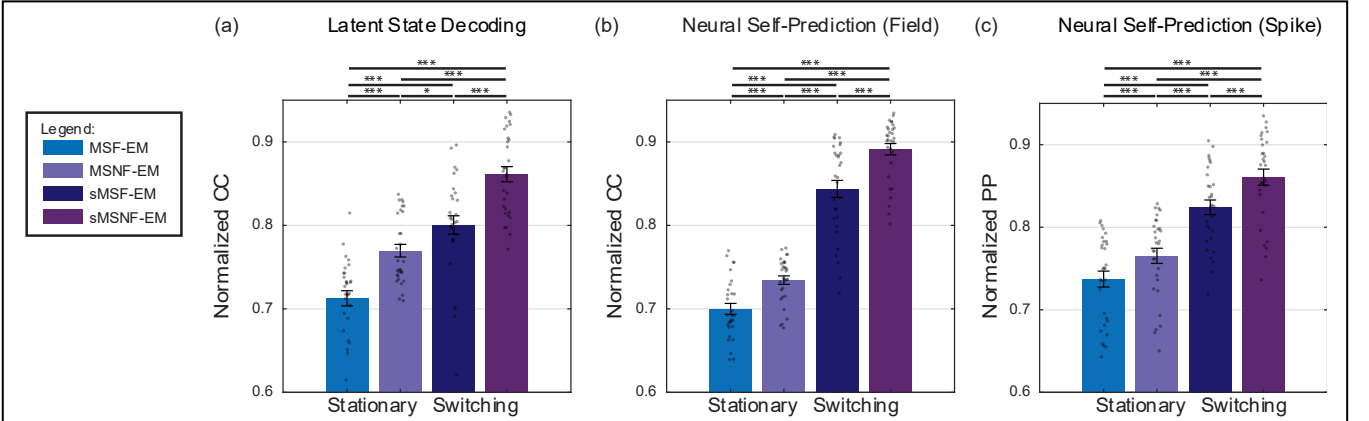 (a) Latent State Decoding
(b) Neural Self-Prediction (Field)
(c) Neural Self-Prediction (Spike)
Legend:
MSF-EM
MSNF-EM
sMSF-EM
sMSNF-EM
***
*** ***
*** * ***
Normalized CC
0.9
0.8
0.7
0.6
Stationary Switching
***
*** ***
*** *** ***
Normalized CC
0.9
0.8
0.7
0.6
Stationary Switching
***
*** ***
*** *** ***
Normalized PP
0.9
0.8
0.7
0.6
Stationary Switching